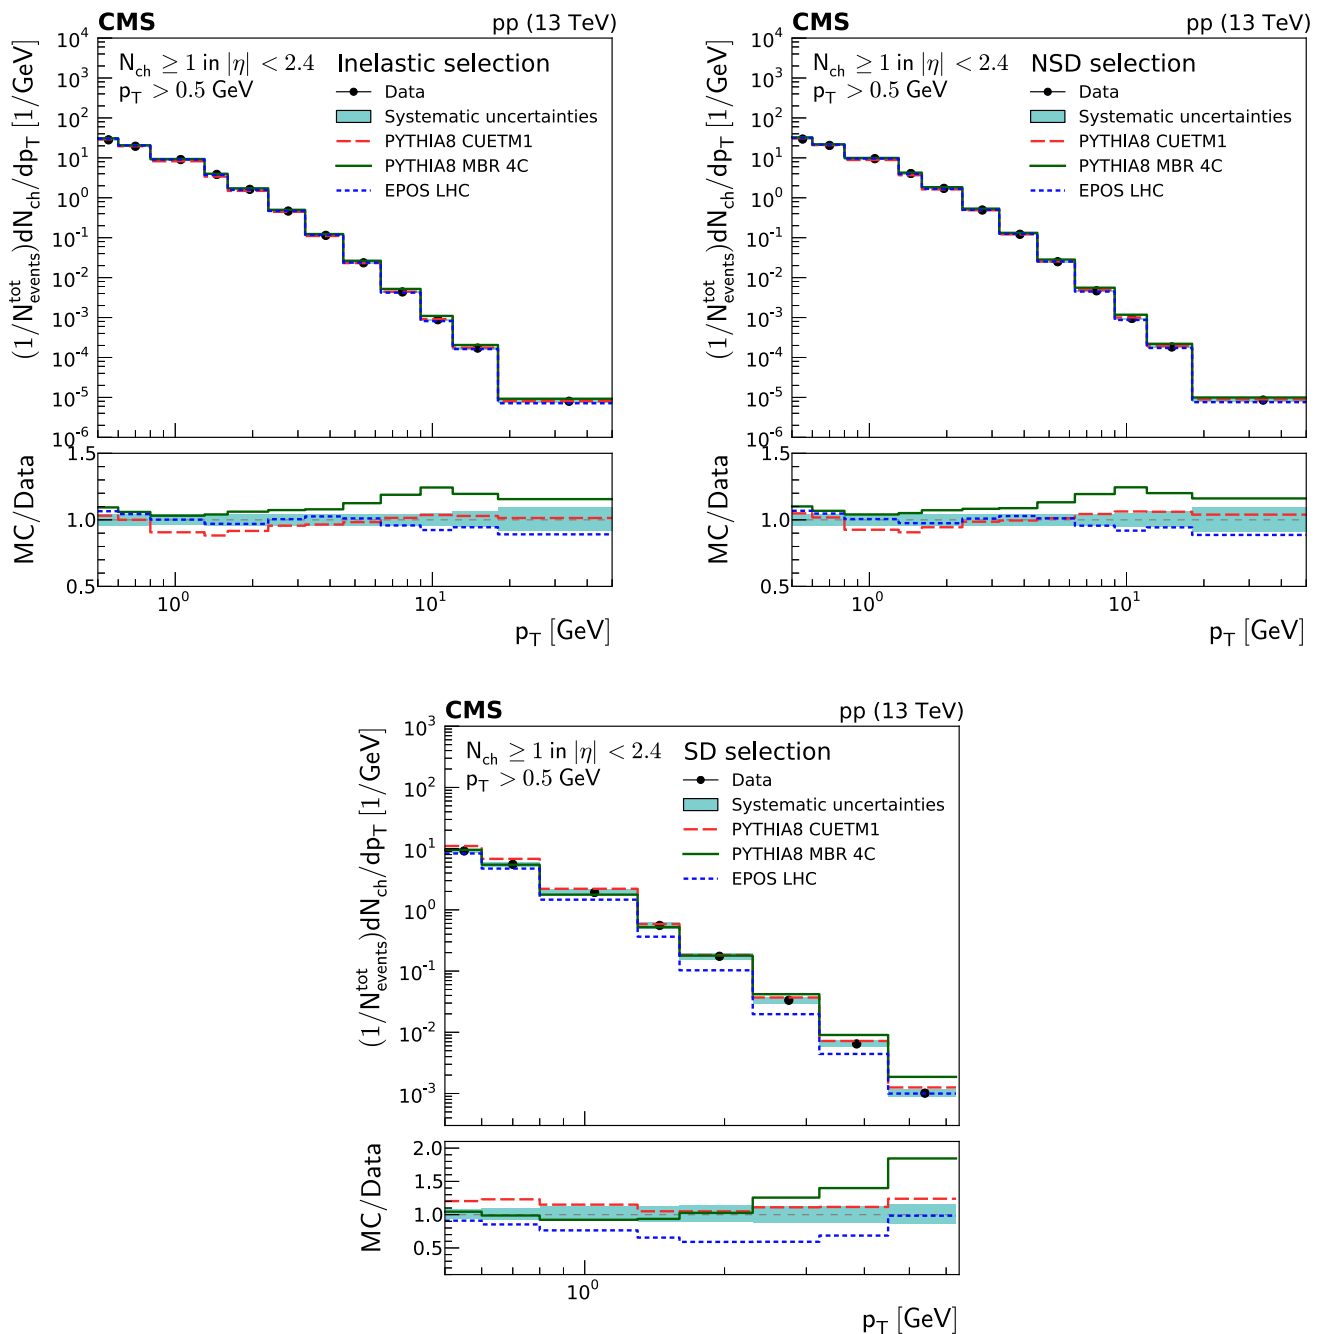 CMS pp (13 TeV)
N_ch ≥ 1 in |η| < 2.4 Inelastic selection
p_T > 0.5 GeV
Data
Systematic uncertainties
PYTHIA8 CUETM1
PYTHIA8 MBR 4C
EPOS LHC
(1/N_events^tot)dN_ch/dp_T [1/GeV]
10^4
10^3
10^2
10^1
10^0
10^-1
10^-2
10^-3
10^-4
10^-5
10^-6
MC/Data
1.5
1.0
0.5
10^0 10^1
p_T [GeV]
CMS pp (13 TeV)
N_ch ≥ 1 in |η| < 2.4 NSD selection
p_T > 0.5 GeV
Data
Systematic uncertainties
PYTHIA8 CUETM1
PYTHIA8 MBR 4C
EPOS LHC
(1/N_events^tot)dN_ch/dp_T [1/GeV]
10^4
10^3
10^2
10^1
10^0
10^-1
10^-2
10^-3
10^-4
10^-5
10^-6
MC/Data
1.5
1.0
0.5
10^0 10^1
p_T [GeV]
CMS pp (13 TeV)
N_ch ≥ 1 in |η| < 2.4 SD selection
p_T > 0.5 GeV
Data
Systematic uncertainties
PYTHIA8 CUETM1
PYTHIA8 MBR 4C
EPOS LHC
(1/N_events^tot)dN_ch/dp_T [1/GeV]
10^3
10^2
10^1
10^0
10^-1
10^-2
10^-3
MC/Data
2.0
1.5
1.0
0.5
10^0
p_T [GeV]